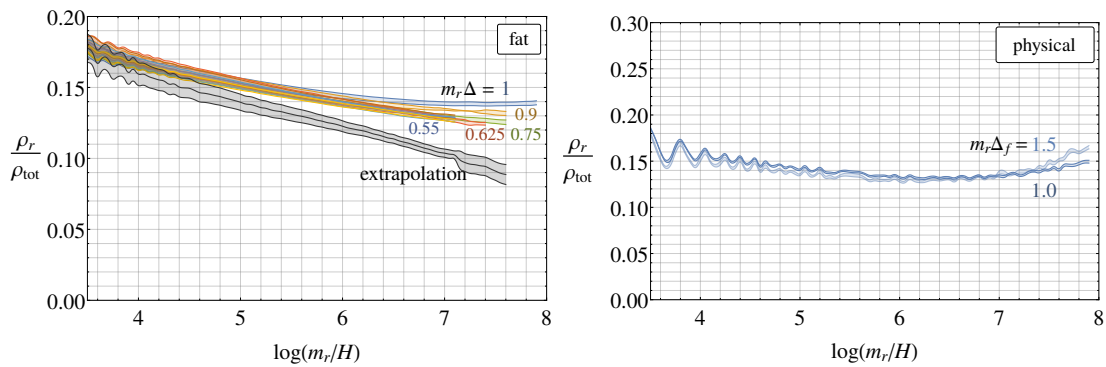 0.20
0.15
0.10
0.05
0.00
ρr
ρtot
fat
mrΔ = 1
0.9
0.55
0.625
0.75
extrapolation
4 5 6 7 8
log(mr/H)
0.30
0.25
0.20
0.15
0.10
0.05
0.00
ρr
ρtot
physical
mrΔf = 1.5
1.0
4 5 6 7 8
log(mr/H)